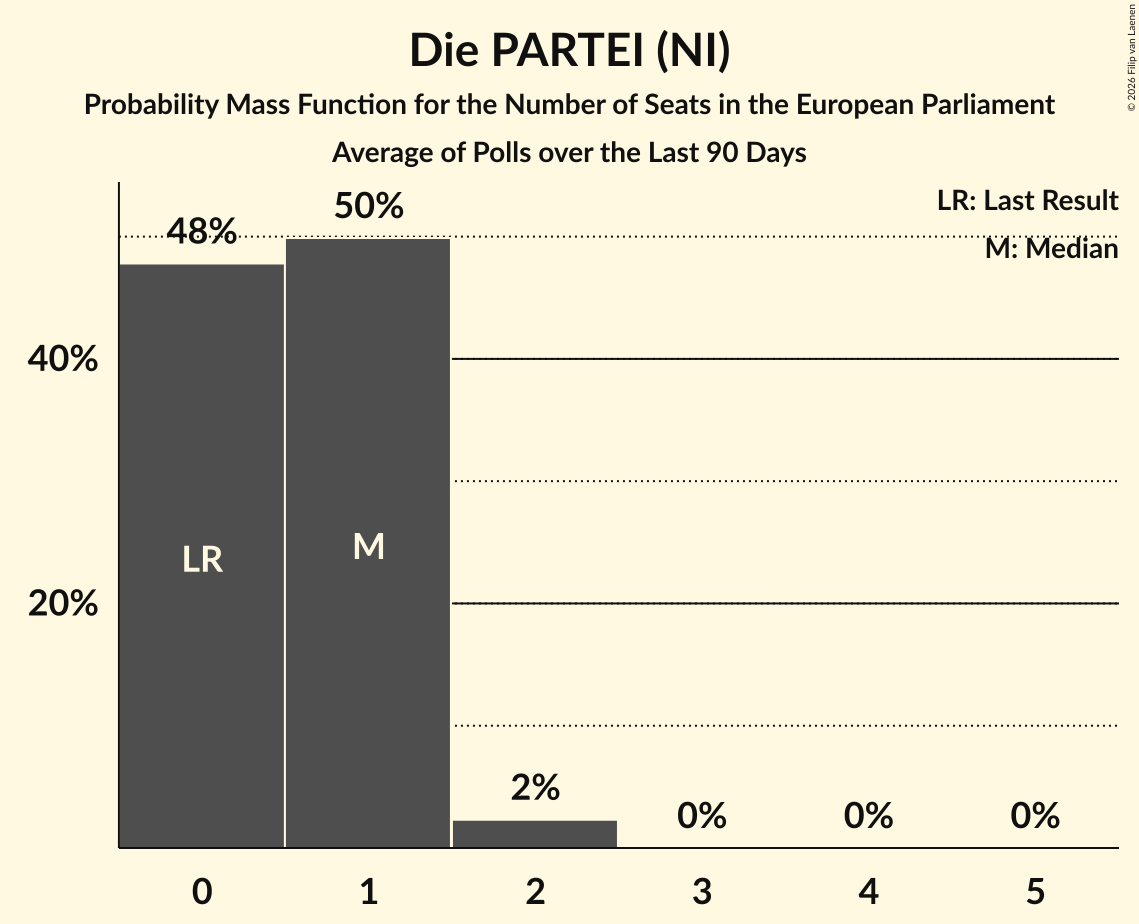 Die PARTEI (NI)
Probability Mass Function for the Number of Seats in the European Parliament
Average of Polls over the Last 90 Days
© 2026 Filip van Laenen
LR: Last Result
M: Median
48%
50%
40%
20%
LR
M
2%
0%
0%
0%
0
1
2
3
4
5